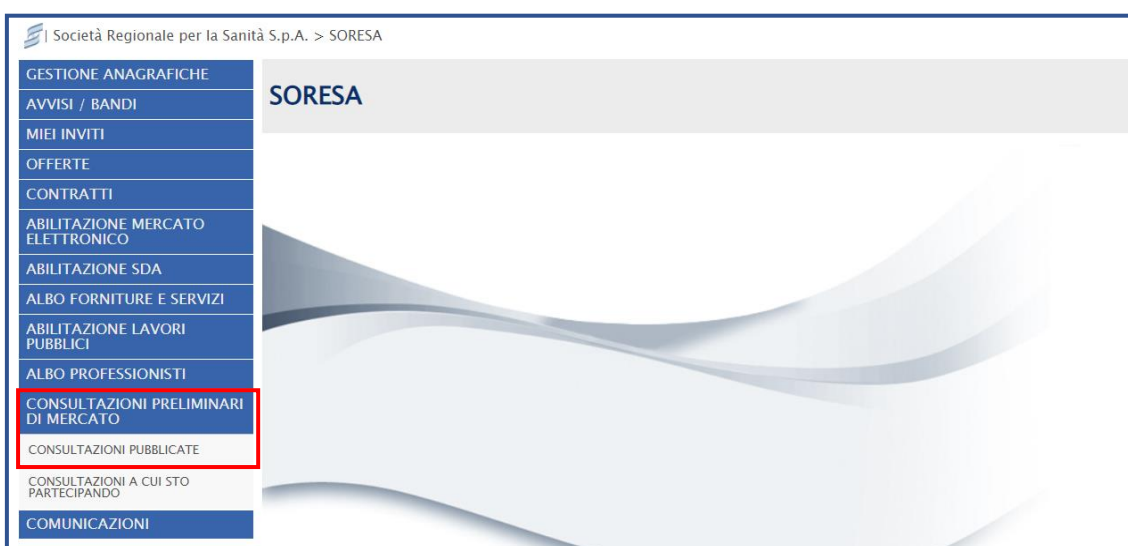 | Società Regionale per la Sanità S.p.A. > SORESA
GESTIONE ANAGRAFICHE
AVVISI / BANDI
MIEI INVITI
OFFERTE
CONTRATTI
ABILITAZIONE MERCATO
ELETTRONICO
ABILITAZIONE SDA
ALBO FORNITURE E SERVIZI
ABILITAZIONE LAVORI
PUBBLICI
ALBO PROFESSIONISTI
CONSULTAZIONI PRELIMINARI
DI MERCATO
CONSULTAZIONI PUBBLICATE
CONSULTAZIONI A CUI STO
PARTECIPANDO
COMUNICAZIONI
SORESA